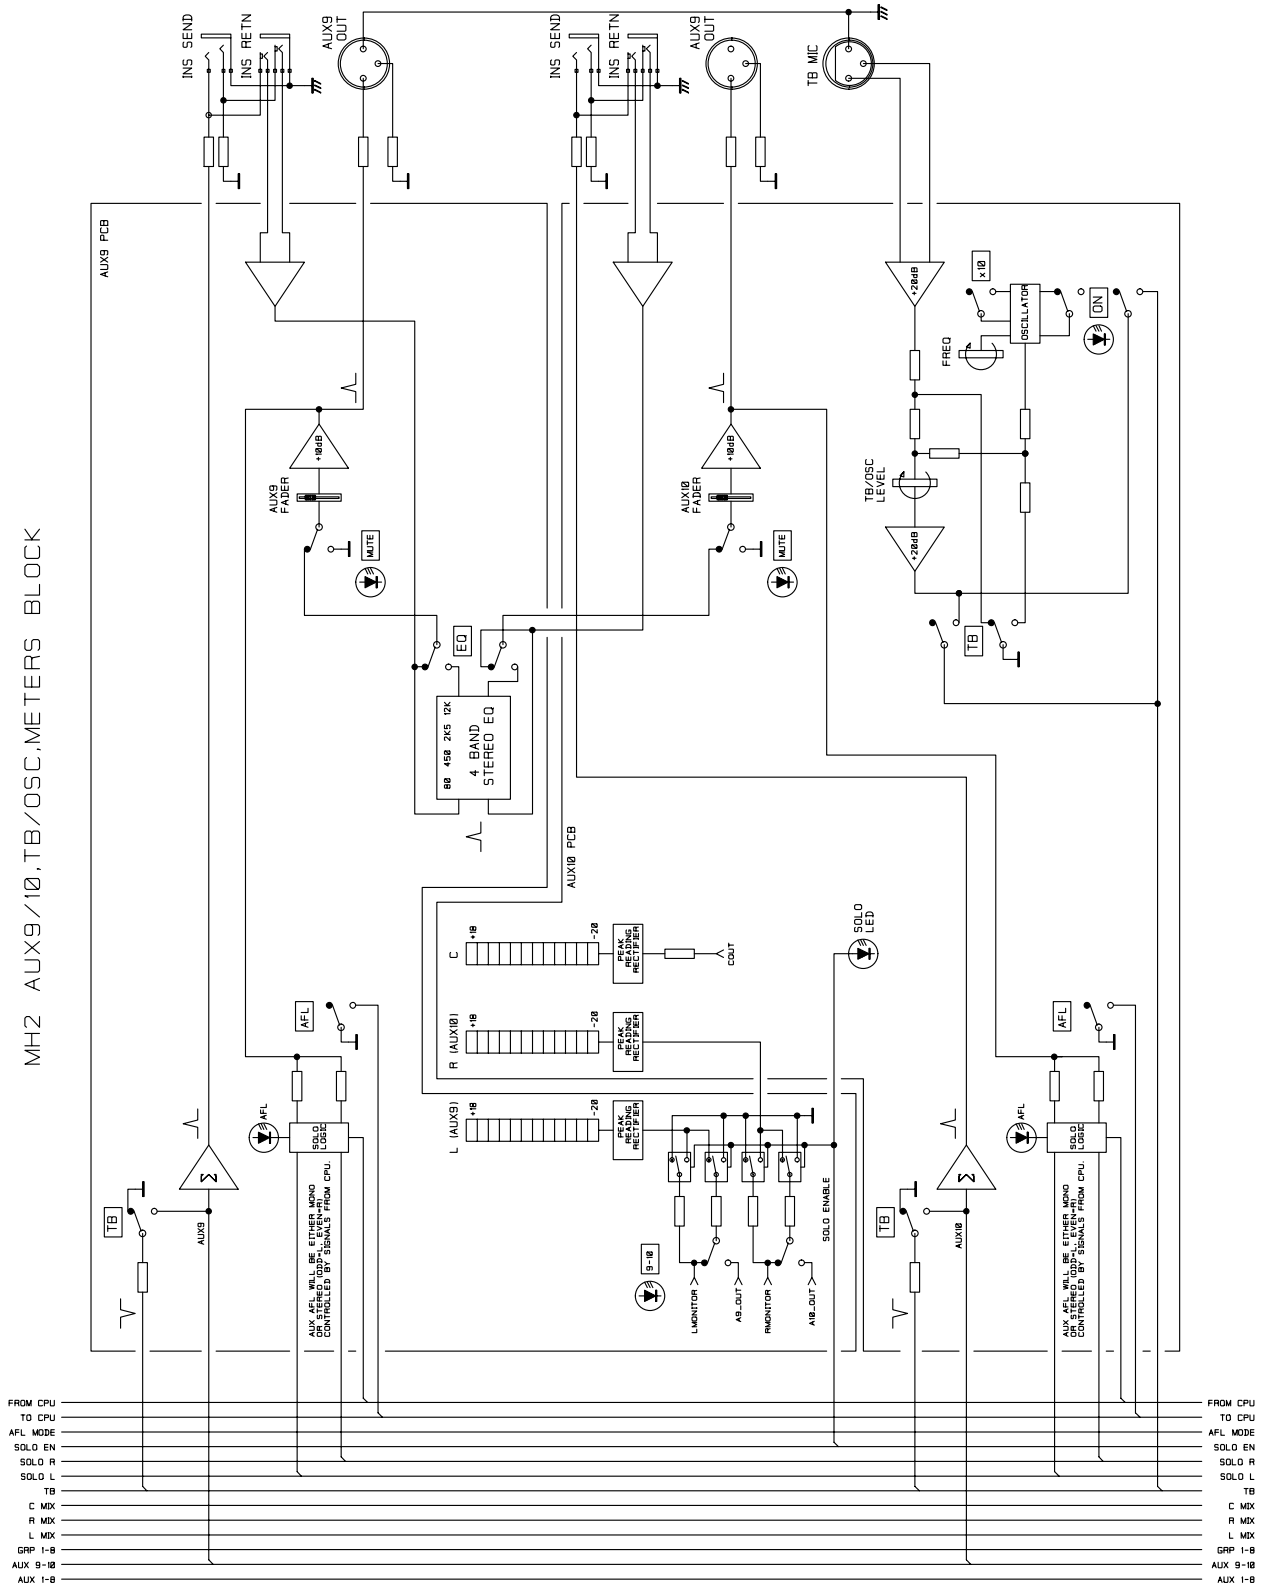 MH2 AUX9/10,TB/OSC,METERS BLOCK
INS SEND
INS RETN
AUX9
OUT
INS SEND
INS RETN
AUX9
OUT
TB MIC
AUX9 PCB
+20dB
x10
OSCILLATOR
ON
FREQ
+10dB
AUX9
FADER
MUTE
+10dB
AUX10
FADER
MUTE
TB/OSC
LEVEL
+20dB
TB
EQ
80 450 2K5 12K
4 BAND
STEREO EQ
AUX10 PCB
C
+18
-20
PEAK
READING
RECTIFIER
COUT
SOLO
LED
R (AUX10)
+18
-20
PEAK
READING
RECTIFIER
L (AUX9)
+18
-20
PEAK
READING
RECTIFIER
AFL
AFL
SOLO
LOGIC
AUX AFL WILL BE EITHER MONO
OR STEREO (ODD=L, EVEN=R)
CONTROLLED BY SIGNALS FROM CPU.
TB
Σ
AUX9
SOLO ENABLE
9-10
LMONITOR
A9_OUT
RMONITOR
A10_OUT
TB
Σ
AUX10
AFL
AFL
SOLO
LOGIC
AUX AFL WILL BE EITHER MONO
OR STEREO (ODD=L, EVEN=R)
CONTROLLED BY SIGNALS FROM CPU.
FROM CPU
TO CPU
AFL MODE
SOLO EN
SOLO R
SOLO L
TB
C MIX
R MIX
L MIX
GRP 1-8
AUX 9-10
AUX 1-8
FROM CPU
TO CPU
AFL MODE
SOLO EN
SOLO R
SOLO L
TB
C MIX
R MIX
L MIX
GRP 1-8
AUX 9-10
AUX 1-8